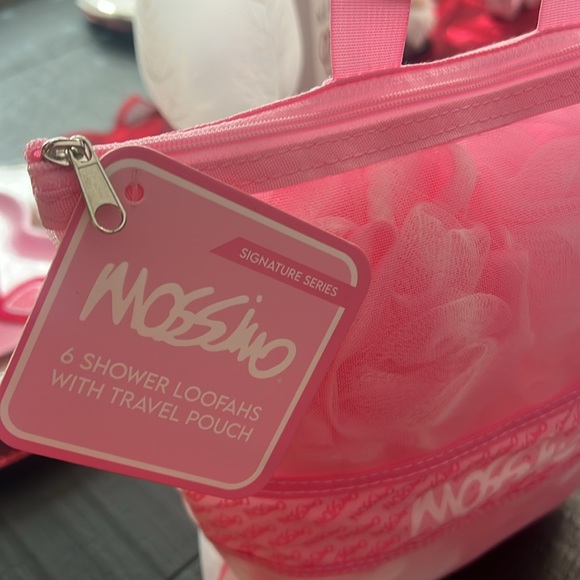 SIGNATURE SERIES
mossimo
6 SHOWER LOOFAHS
WITH TRAVEL POUCH
mossimo